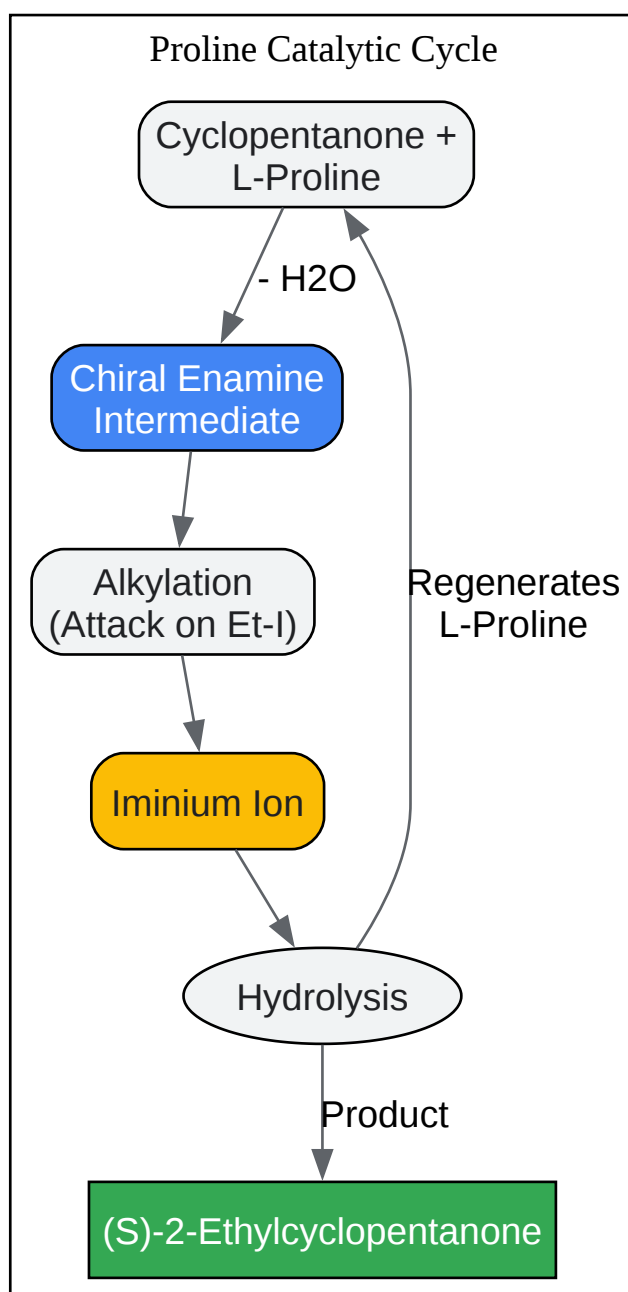 Proline Catalytic Cycle
Cyclopentanone +
L-Proline
- H2O
Chiral Enamine
Intermediate
Alkylation
(Attack on Et-I)
Regenerates
L-Proline
Iminium Ion
Hydrolysis
Product
(S)-2-Ethylcyclopentanone